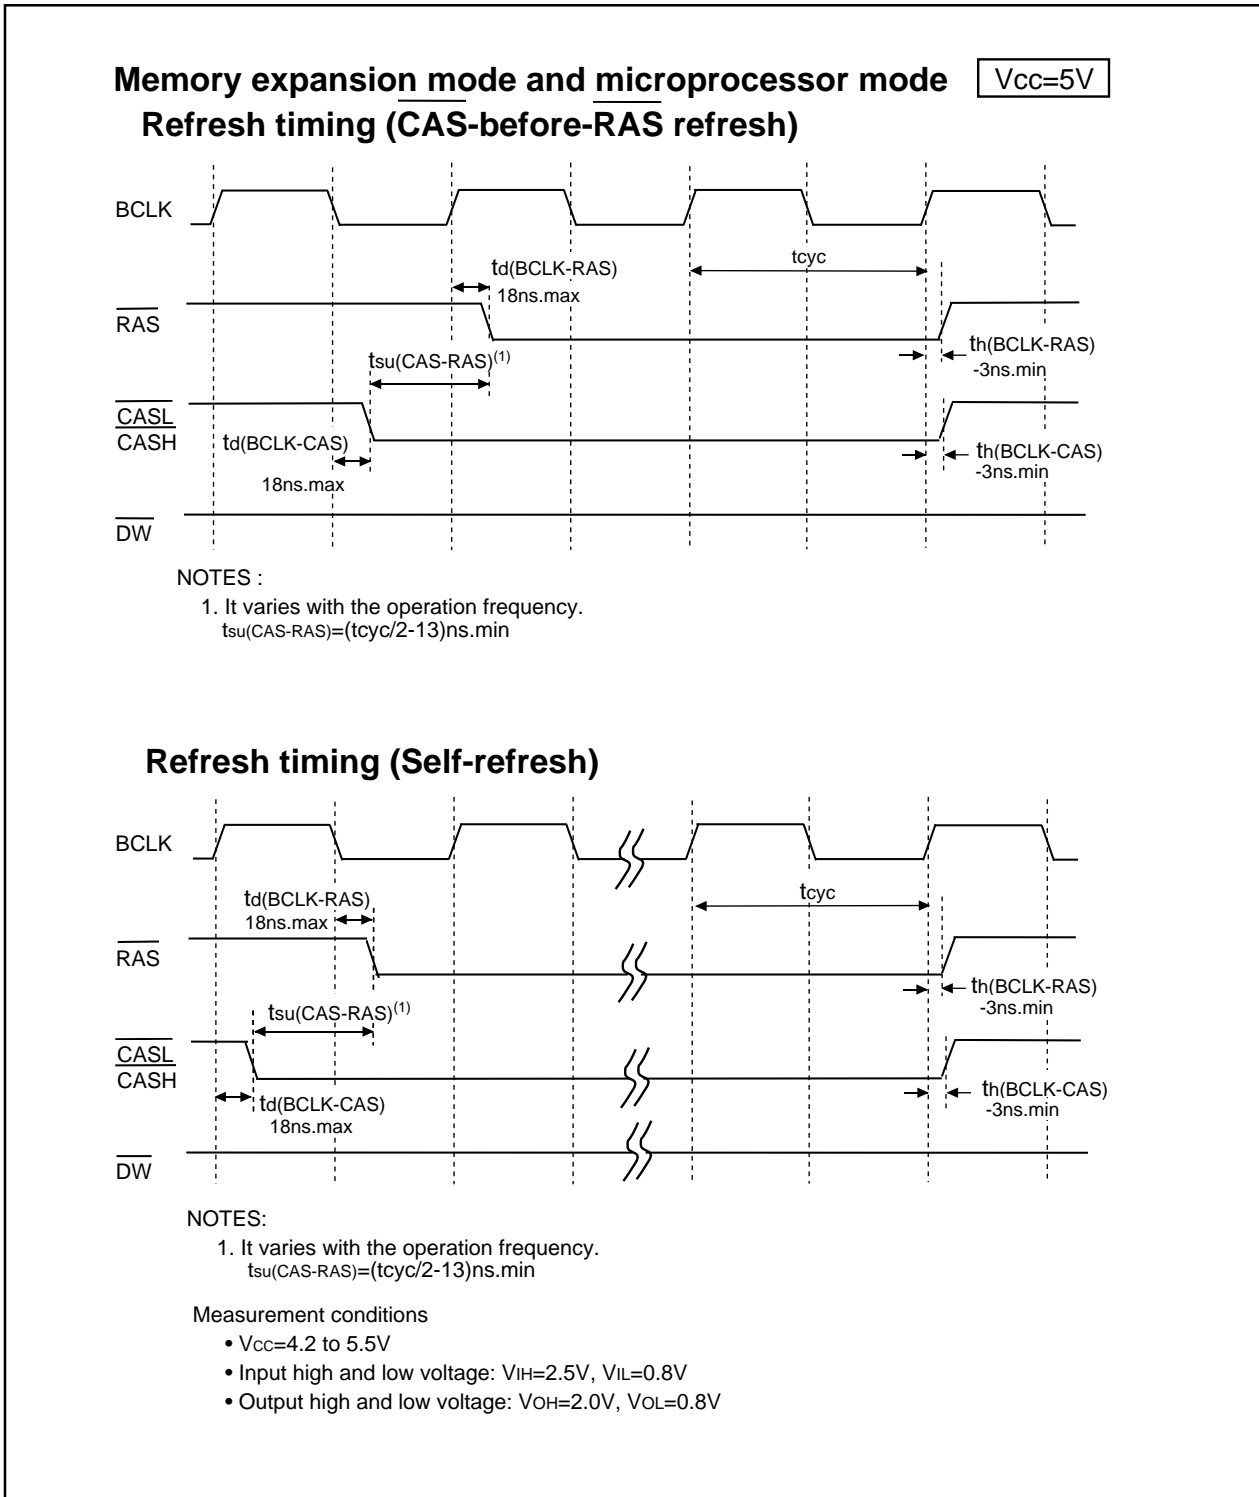 Memory expansion mode and microprocessor mode Vcc=5V
Refresh timing (CAS-before-RAS refresh)
BCLK
td(BCLK-RAS)
18ns.max
tcyc
RAS
th(BCLK-RAS)
-3ns.min
tsu(CAS-RAS)(1)
CASL
CASH
td(BCLK-CAS)
18ns.max
th(BCLK-CAS)
-3ns.min
DW
NOTES :
1. It varies with the operation frequency.
tsu(CAS-RAS)=(tcyc/2-13)ns.min
Refresh timing (Self-refresh)
BCLK
td(BCLK-RAS)
18ns.max
tcyc
RAS
th(BCLK-RAS)
-3ns.min
tsu(CAS-RAS)(1)
CASL
CASH
td(BCLK-CAS)
18ns.max
th(BCLK-CAS)
-3ns.min
DW
NOTES:
1. It varies with the operation frequency.
tsu(CAS-RAS)=(tcyc/2-13)ns.min
Measurement conditions
• VCC=4.2 to 5.5V
• Input high and low voltage: VIH=2.5V, VIL=0.8V
• Output high and low voltage: VOH=2.0V, VOL=0.8V